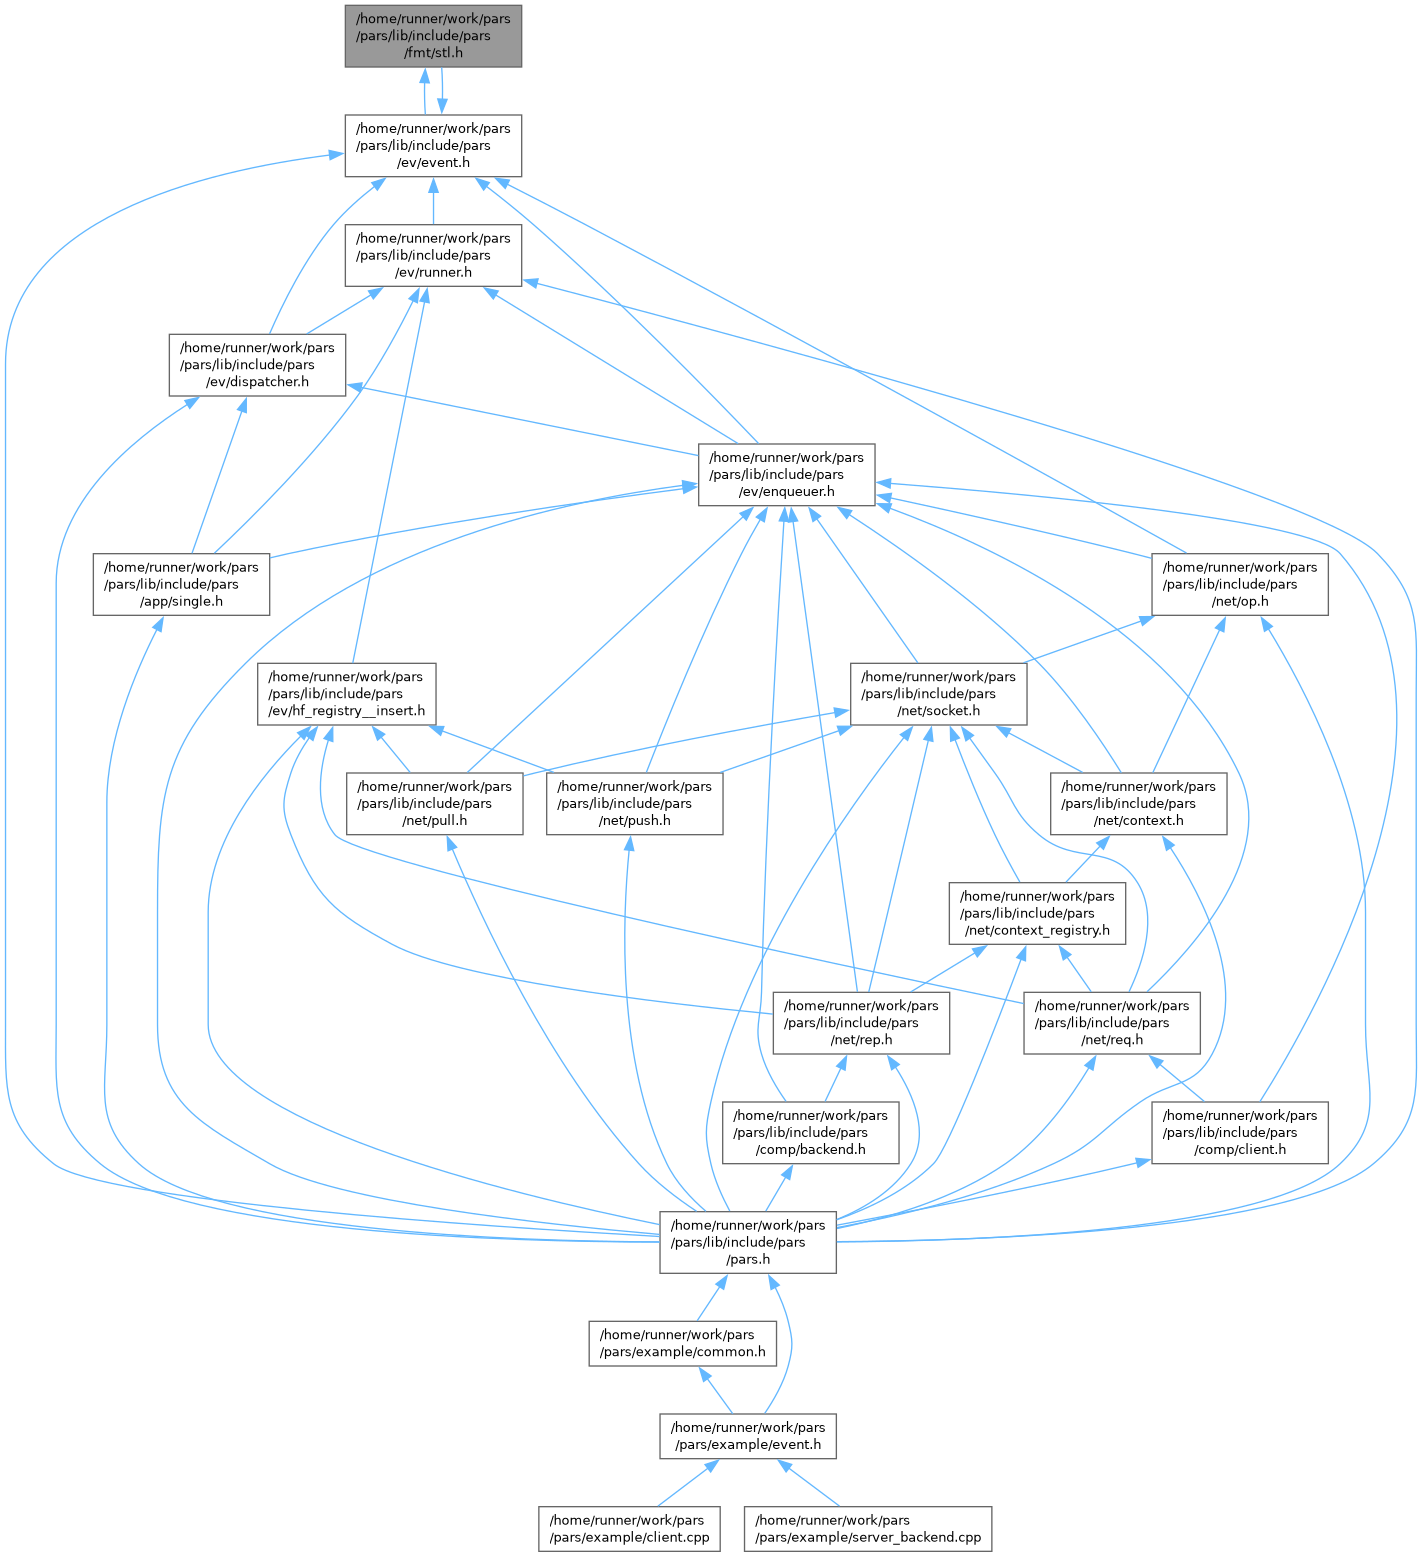 /home/runner/work/pars
/pars/lib/include/pars
/fmt/stl.h
/home/runner/work/pars
/pars/lib/include/pars
/ev/event.h
/home/runner/work/pars
/pars/lib/include/pars
/ev/runner.h
/home/runner/work/pars
/pars/lib/include/pars
/ev/dispatcher.h
/home/runner/work/pars
/pars/lib/include/pars
/ev/enqueuer.h
/home/runner/work/pars
/pars/lib/include/pars
/app/single.h
/home/runner/work/pars
/pars/lib/include/pars
/net/op.h
/home/runner/work/pars
/pars/lib/include/pars
/ev/hf_registry__insert.h
/home/runner/work/pars
/pars/lib/include/pars
/net/socket.h
/home/runner/work/pars
/pars/lib/include/pars
/net/pull.h
/home/runner/work/pars
/pars/lib/include/pars
/net/push.h
/home/runner/work/pars
/pars/lib/include/pars
/net/context.h
/home/runner/work/pars
/pars/lib/include/pars
/net/context_registry.h
/home/runner/work/pars
/pars/lib/include/pars
/net/rep.h
/home/runner/work/pars
/pars/lib/include/pars
/net/req.h
/home/runner/work/pars
/pars/lib/include/pars
/comp/backend.h
/home/runner/work/pars
/pars/lib/include/pars
/comp/client.h
/home/runner/work/pars
/pars/lib/include/pars
/pars.h
/home/runner/work/pars
/pars/example/common.h
/home/runner/work/pars
/pars/example/event.h
/home/runner/work/pars
/pars/example/client.cpp
/home/runner/work/pars
/pars/example/server_backend.cpp